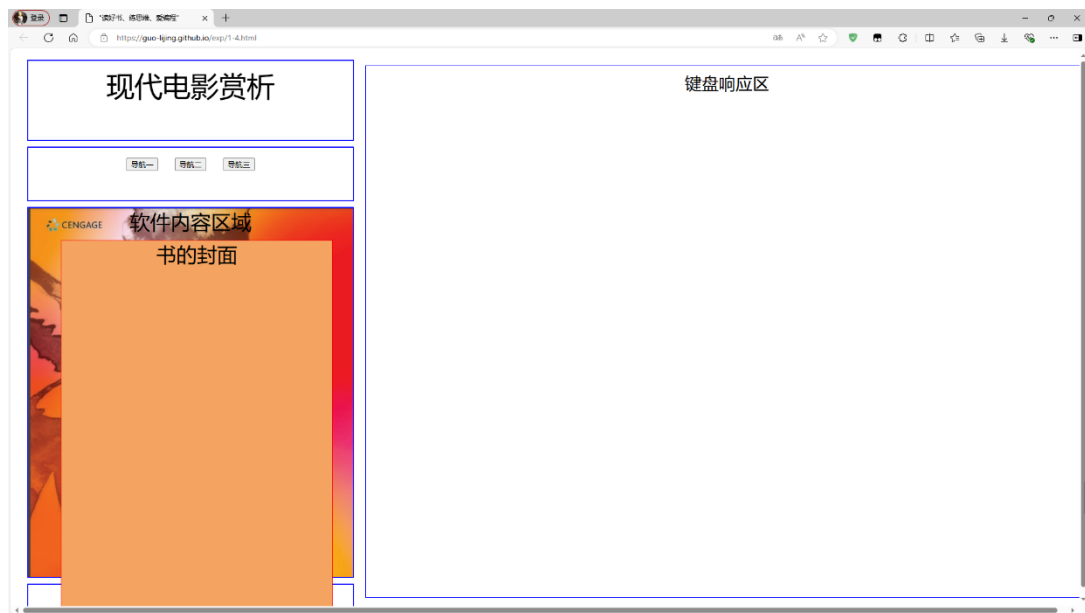 登录
"读好书、练思维、爱编程"
https://guo-lijing.github.io/exp/1-4.html
现代电影赏析
键盘响应区
导航一 导航二 导航三
CENGAGE
软件内容区域
书的封面